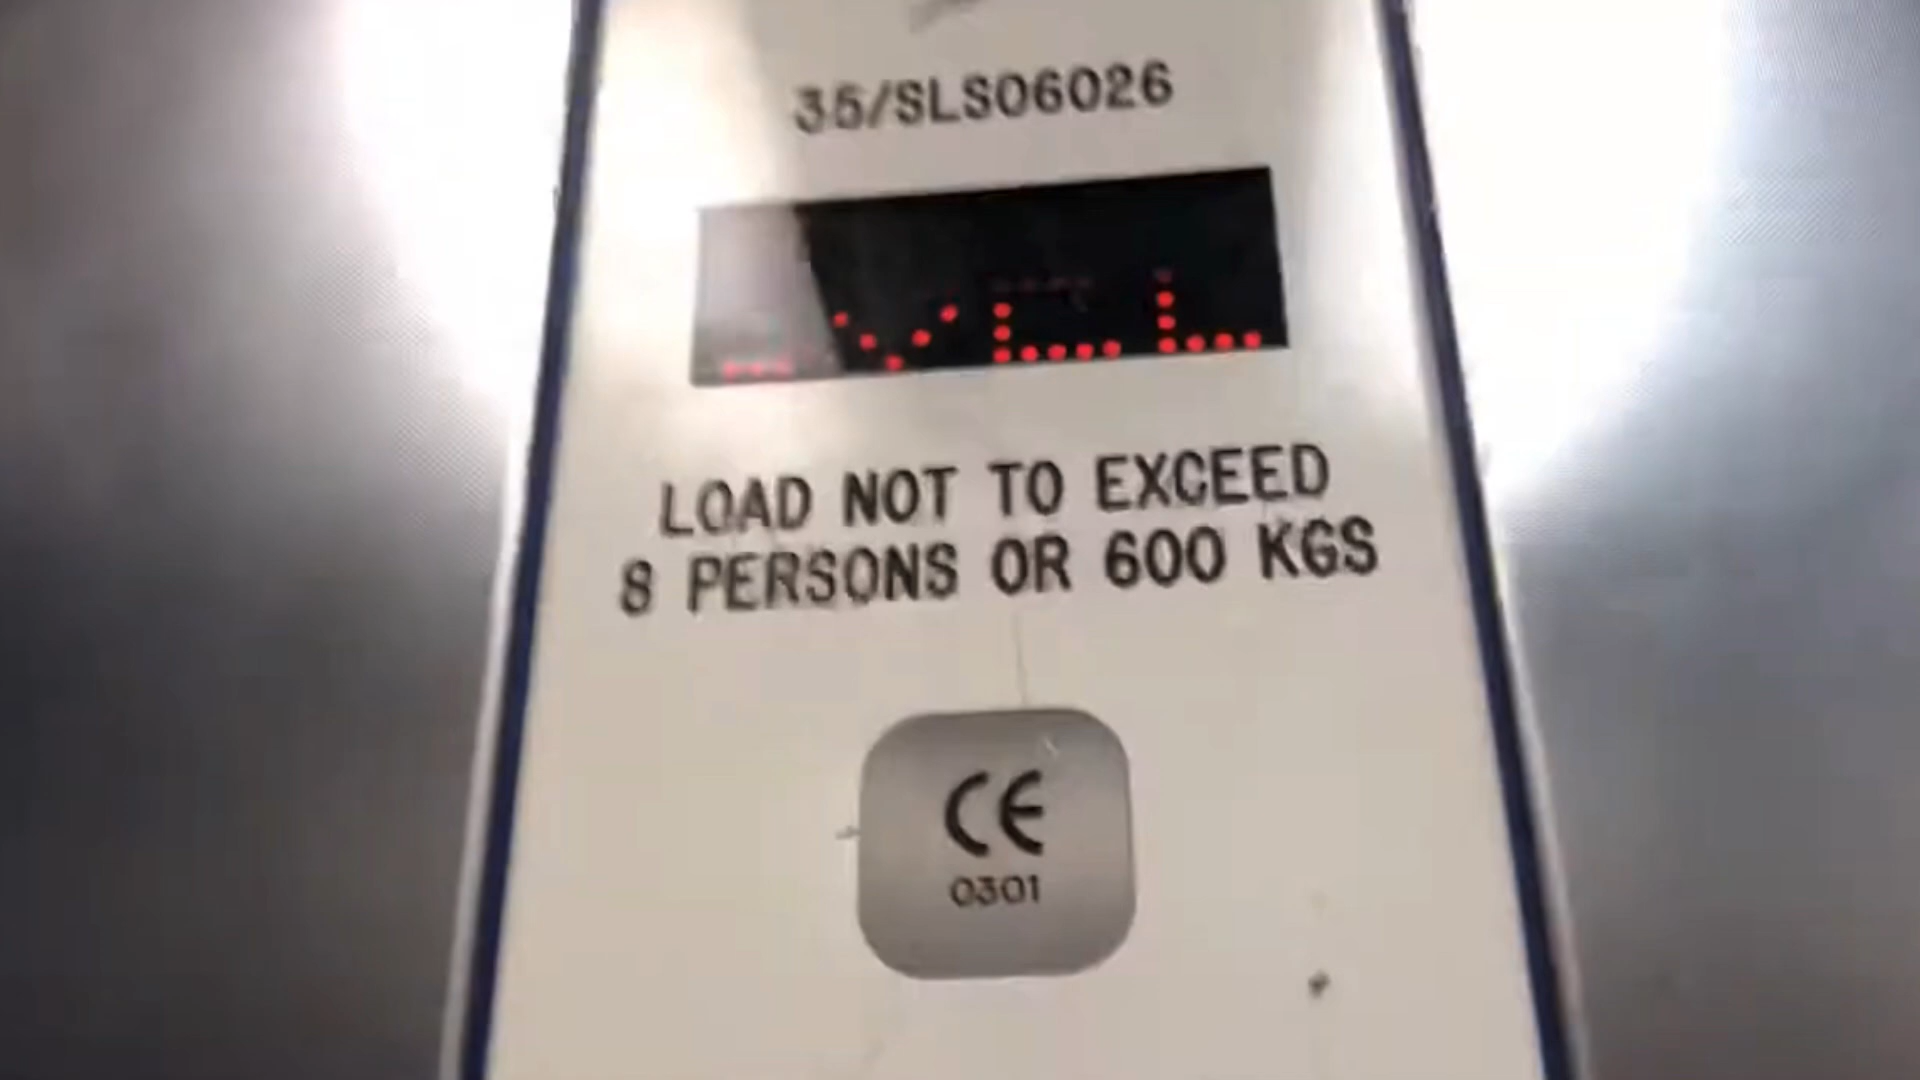 35/SLS06026
LOAD NOT TO EXCEED
8 PERSONS OR 600 KGS
CE
0301